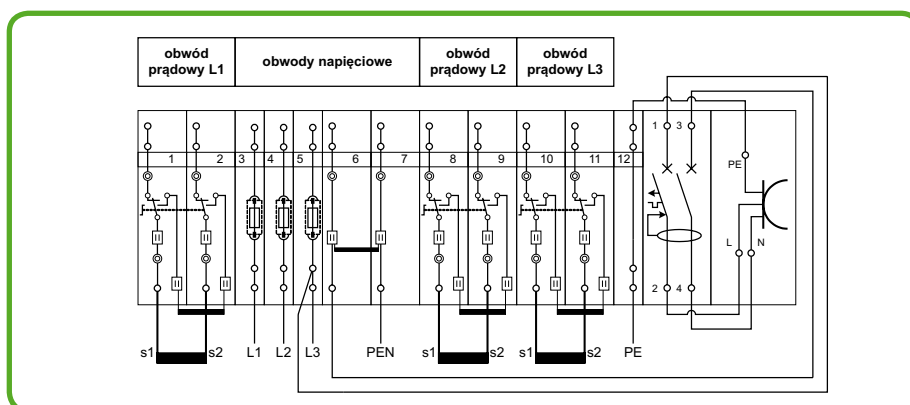 obwód prądowy L1
obwody napięciowe
obwód prądowy L2
obwód prądowy L3
1 2 3 4 5 6 7 8 9 10 11 12
1 3
PE
L N
2 4
s1 s2 L1 L2 L3 PEN s1 s2 s1 s2 PE